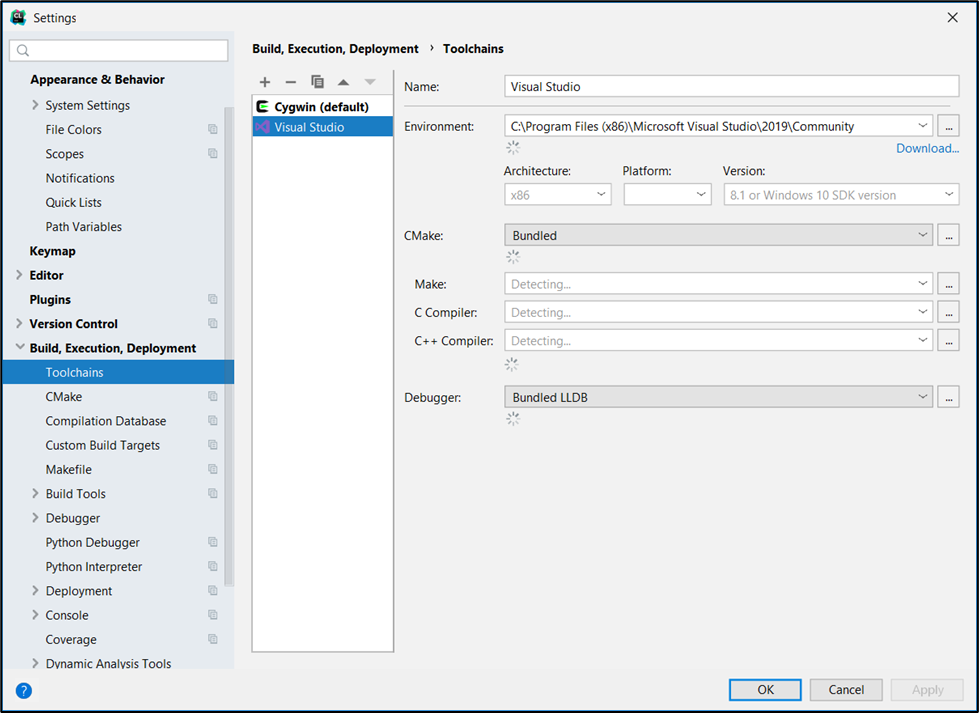 Settings
Build, Execution, Deployment › Toolchains
Appearance & Behavior
System Settings
File Colors
Scopes
Notifications
Quick Lists
Path Variables
Keymap
Editor
Plugins
Version Control
Build, Execution, Deployment
Toolchains
CMake
Compilation Database
Custom Build Targets
Makefile
Build Tools
Debugger
Python Debugger
Python Interpreter
Deployment
Console
Coverage
Dynamic Analysis Tools
Cygwin (default)
Visual Studio
Name: Visual Studio
Environment: C:\Program Files (x86)\Microsoft Visual Studio\2019\Community ...
Download...
Architecture: Platform: Version:
x86 8.1 or Windows 10 SDK version
CMake: Bundled ...
Make: Detecting... ...
C Compiler: Detecting... ...
C++ Compiler: Detecting... ...
Debugger: Bundled LLDB ...
? OK Cancel Apply